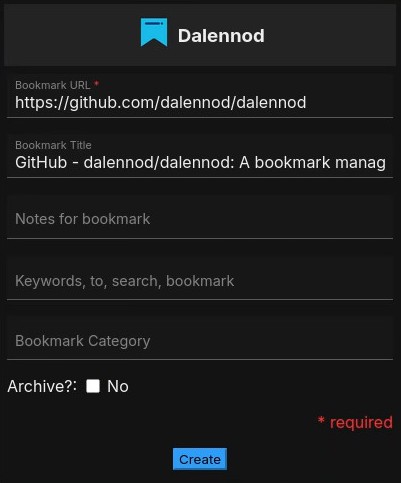 Dalennod
Bookmark URL *
https://github.com/dalennod/dalennod
Bookmark Title
GitHub - dalennod/dalennod: A bookmark manag
Notes for bookmark
Keywords, to, search, bookmark
Bookmark Category
Archive?: No
* required
Create